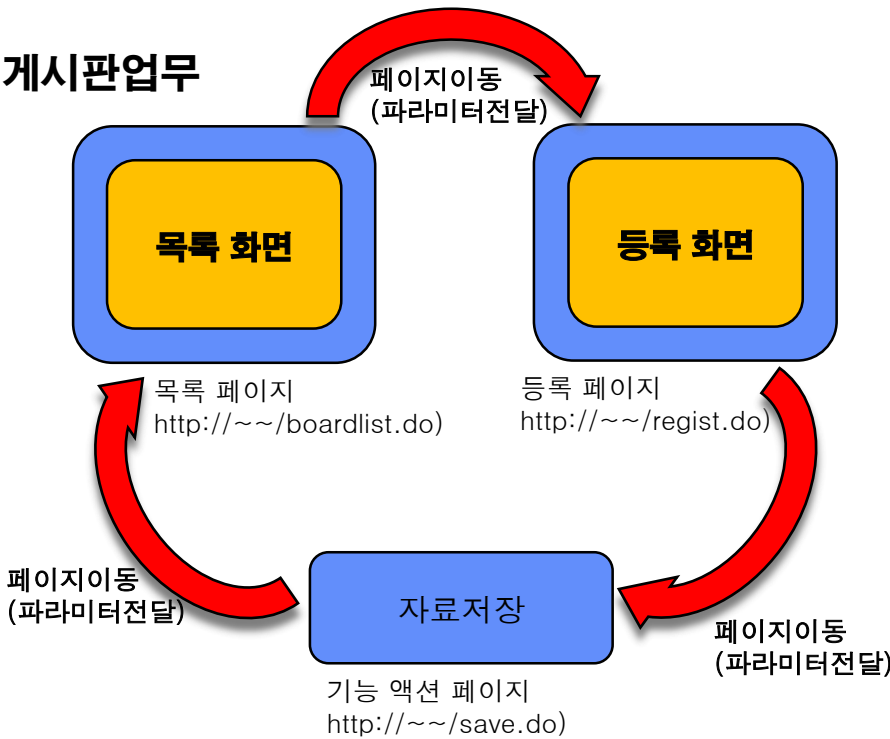 게시판업무
페이지이동
(파라미터전달)
목록 화면
등록 화면
목록 페이지
http://~~/boardlist.do)
등록 페이지
http://~~/regist.do)
페이지이동
(파라미터전달)
자료저장
페이지이동
(파라미터전달)
기능 액션 페이지
http://~~/save.do)